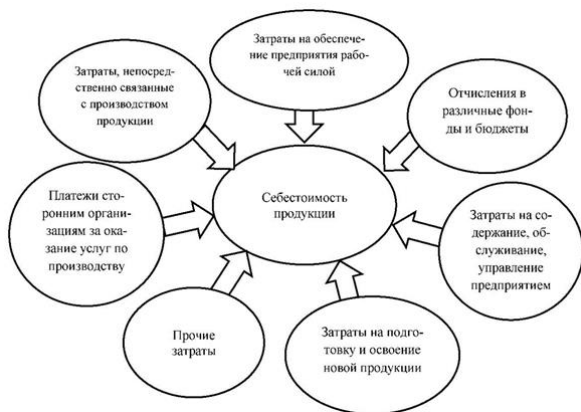 Затраты на обеспече-
ние предприятия рабо-
чей силой
Затраты, непосред-
ственно связанные
с производством
продукции
Отчисления в
различные фон-
ды и бюджеты
Себестоимость
продукции
Платежи сто-
ронним органи-
зациям за ока-
зание услуг по
производству
Затраты на со-
держание, об-
служивание,
управление
предприятием
Прочие
затраты
Затраты на подго-
товку и освоение
новой продукции